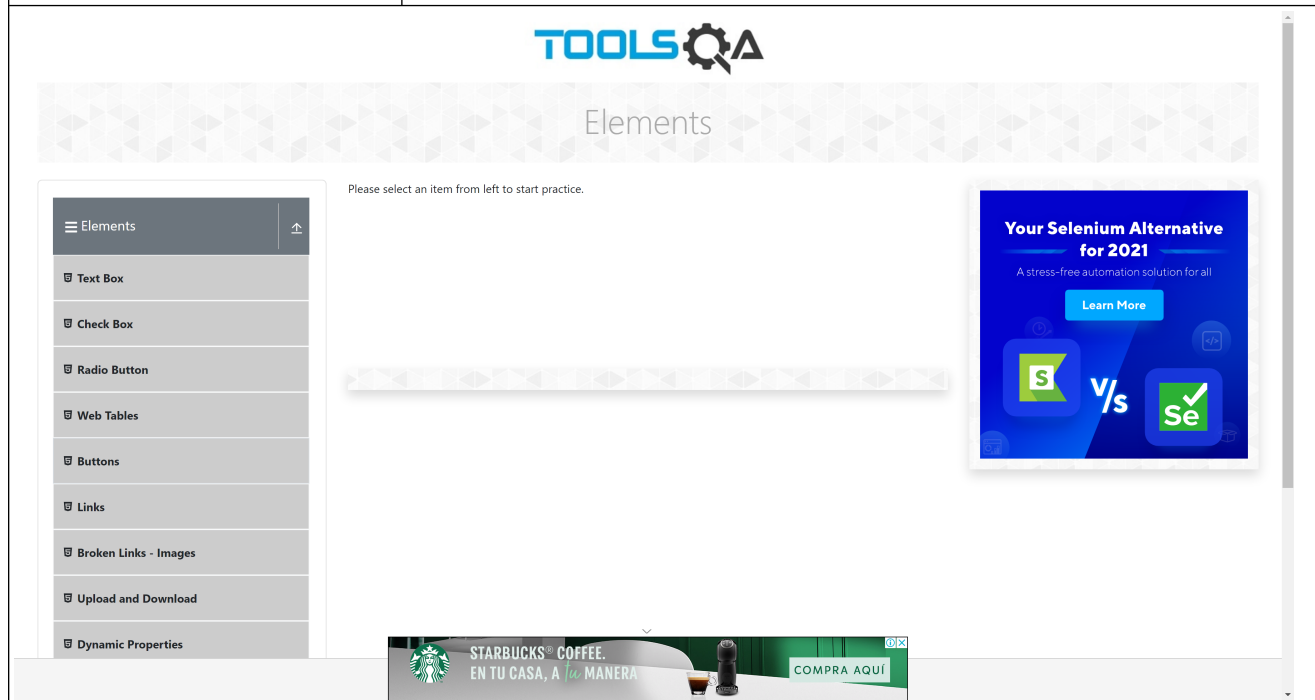 TOOLSQA
Elements
Elements
Text Box
Check Box
Radio Button
Web Tables
Buttons
Links
Broken Links - Images
Upload and Download
Dynamic Properties
Please select an item from left to start practice.
Your Selenium Alternative
for 2021
A stress-free automation solution for all
Learn More
</>
S
V/s
Se
STARBUCKS® COFFEE.
EN TU CASA, A tu MANERA
COMPRA AQUÍ